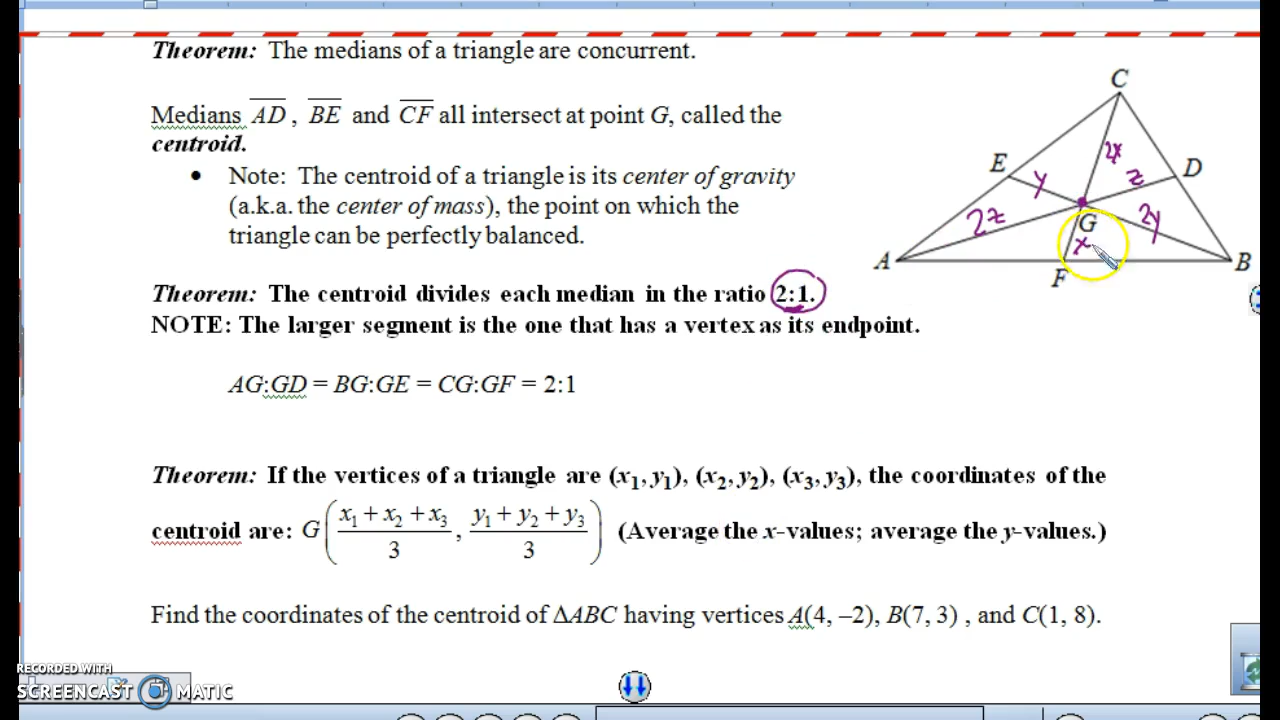 Theorem: The medians of a triangle are concurrent.
Medians AD, BE and CF all intersect at point G, called the
centroid.
• Note: The centroid of a triangle is its center of gravity
(a.k.a. the center of mass), the point on which the
triangle can be perfectly balanced.
C
E
2x
D
y
z
2z
G
2y
x
A
B
F
Theorem: The centroid divides each median in the ratio 2:1.
NOTE: The larger segment is the one that has a vertex as its endpoint.
AG:GD = BG:GE = CG:GF = 2:1
Theorem: If the vertices of a triangle are (x₁, y₁), (x₂, y₂), (x₃, y₃), the coordinates of the
centroid are: G( (x₁ + x₂ + x₃)/3 , (y₁ + y₂ + y₃)/3 ) (Average the x-values; average the y-values.)
Find the coordinates of the centroid of ΔABC having vertices A(4, –2), B(7, 3) , and C(1, 8).
RECORDED WITH
SCREENCAST MATIC